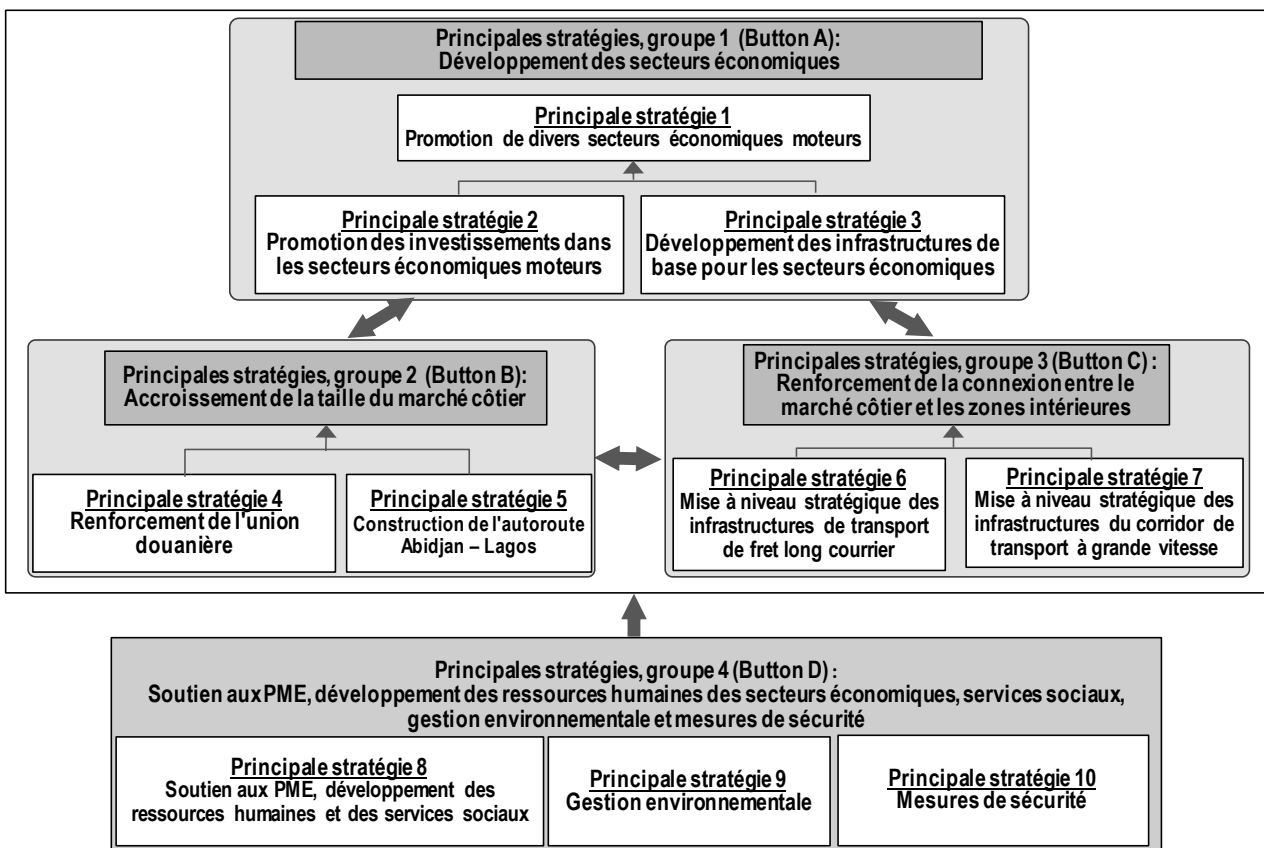 Principales stratégies, groupe 1 (Button A):
Développement des secteurs économiques
Principale stratégie 1
Promotion de divers secteurs économiques moteurs
Principale stratégie 2
Promotion des investissements dans
les secteurs économiques moteurs
Principale stratégie 3
Développement des infrastructures de
base pour les secteurs économiques
Principales stratégies, groupe 2 (Button B):
Accroissement de la taille du marché côtier
Principale stratégie 4
Renforcement de l'union
douanière
Principale stratégie 5
Construction de l'autoroute
Abidjan – Lagos
Principales stratégies, groupe 3 (Button C) :
Renforcement de la connexion entre le
marché côtier et les zones intérieures
Principale stratégie 6
Mise à niveau stratégique des
infrastructures de transport
de fret long courrier
Principale stratégie 7
Mise à niveau stratégique des
infrastructures du corridor de
transport à grande vitesse
Principales stratégies, groupe 4 (Button D) :
Soutien aux PME, développement des ressources humaines des secteurs économiques, services sociaux,
gestion environnementale et mesures de sécurité
Principale stratégie 8
Soutien aux PME, développement des
ressources humaines et des services sociaux
Principale stratégie 9
Gestion environnementale
Principale stratégie 10
Mesures de sécurité